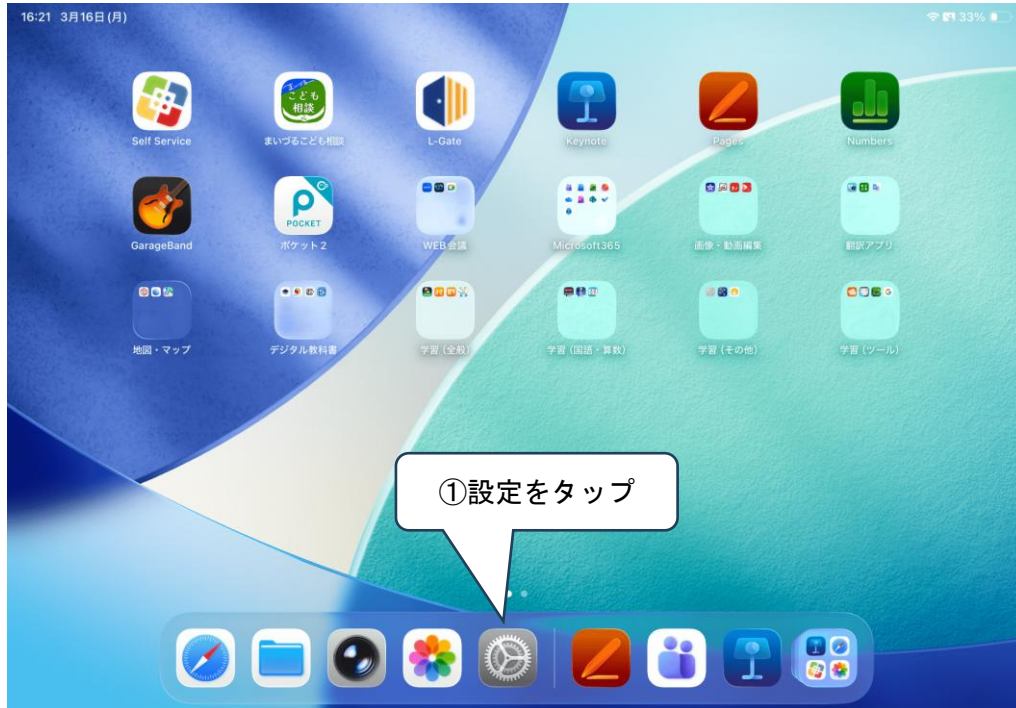 16:21 3月16日(月)
33%
こども
相談
Self Service
まいづるこども相談
L-Gate
Keynote
Pages
Numbers
POCKET
GarageBand
ポケット2
WEB会議
Microsoft365
画像・動画編集
翻訳アプリ
地図・マップ
デジタル教科書
学習(全般)
学習(国語・算数)
学習(その他)
学習(ツール)
①設定をタップ